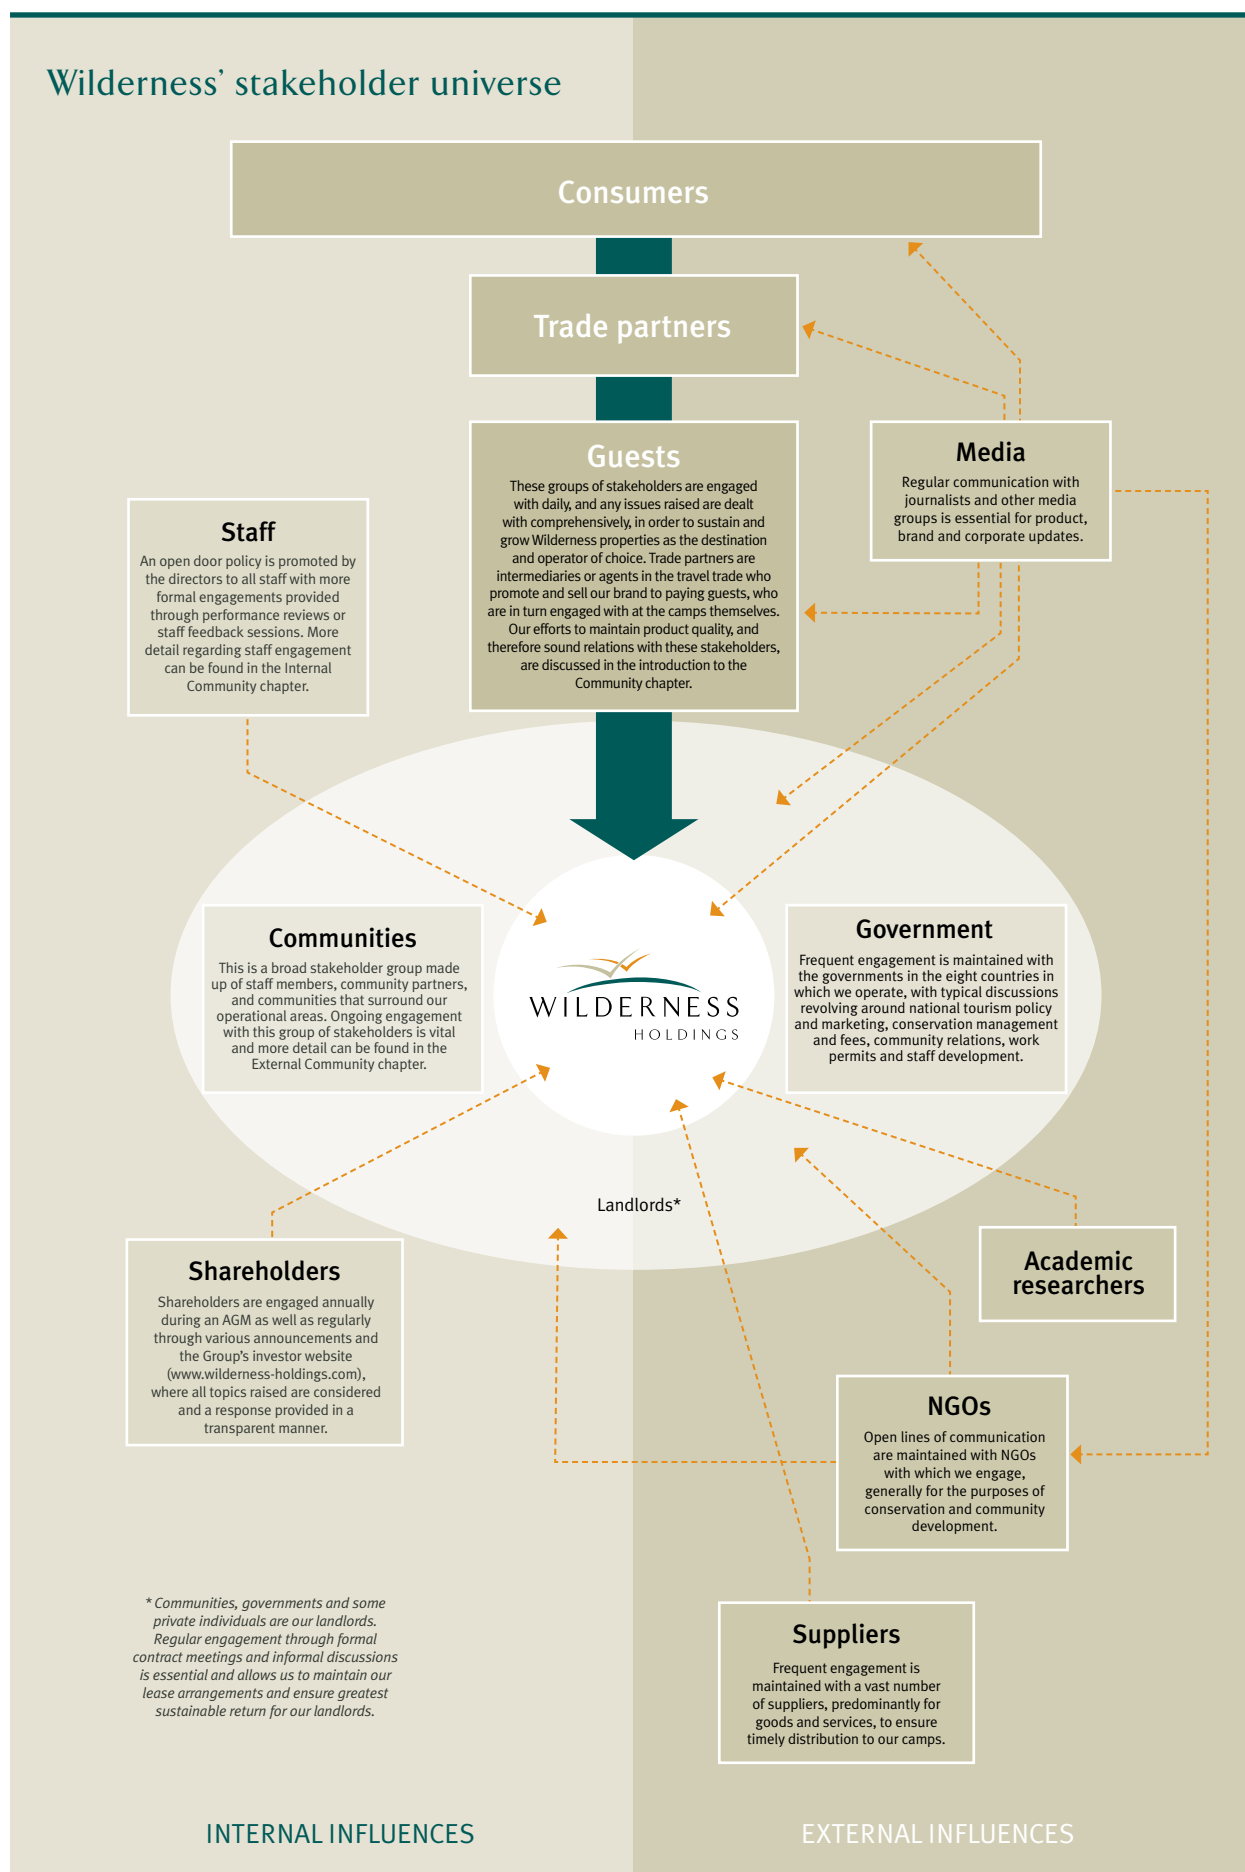 Wilderness’ stakeholder universe
Consumers
Trade partners
Guests
These groups of stakeholders are engaged
with daily, and any issues raised are dealt
with comprehensively, in order to sustain and
grow Wilderness properties as the destination
and operator of choice. Trade partners are
intermediaries or agents in the travel trade who
promote and sell our brand to paying guests, who
are in turn engaged with at the camps themselves.
Our efforts to maintain product quality, and
therefore sound relations with these stakeholders,
are discussed in the introduction to the
Community chapter.
Media
Regular communication with
journalists and other media
groups is essential for product,
brand and corporate updates.
Staff
An open door policy is promoted by
the directors to all staff with more
formal engagements provided
through performance reviews or
staff feedback sessions. More
detail regarding staff engagement
can be found in the Internal
Community chapter.
Communities
This is a broad stakeholder group made
up of staff members, community partners,
and communities that surround our
operational areas. Ongoing engagement
with this group of stakeholders is vital
and more detail can be found in the
External Community chapter.
WILDERNESS
HOLDINGS
Government
Frequent engagement is maintained with
the governments in the eight countries in
which we operate, with typical discussions
revolving around national tourism policy
and marketing, conservation management
and fees, community relations, work
permits and staff development.
Landlords*
Shareholders
Shareholders are engaged annually
during an AGM as well as regularly
through various announcements and
the Group’s investor website
(www.wilderness-holdings.com),
where all topics raised are considered
and a response provided in a
transparent manner.
Academic
researchers
NGOs
Open lines of communication
are maintained with NGOs
with which we engage,
generally for the purposes of
conservation and community
development.
Suppliers
Frequent engagement is
maintained with a vast number
of suppliers, predominantly for
goods and services, to ensure
timely distribution to our camps.
* Communities, governments and some
private individuals are our landlords.
Regular engagement through formal
contract meetings and informal discussions
is essential and allows us to maintain our
lease arrangements and ensure greatest
sustainable return for our landlords.
INTERNAL INFLUENCES
EXTERNAL INFLUENCES